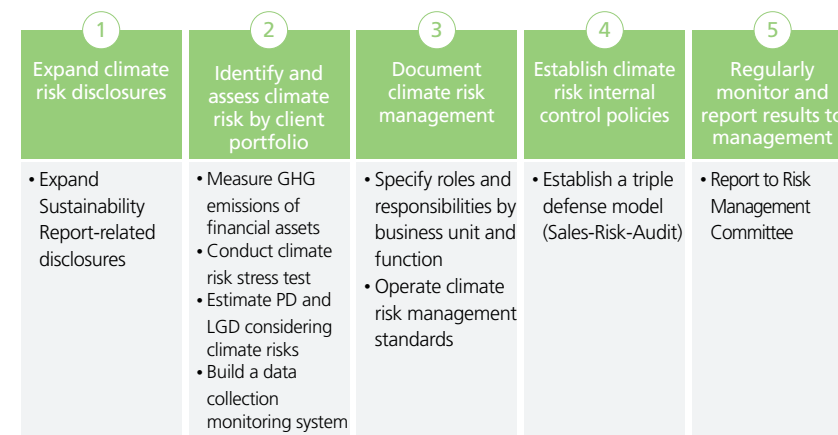 1
Expand climate
risk disclosures
• Expand
Sustainability
Report-related
disclosures
2
Identify and
assess climate
risk by client
portfolio
• Measure GHG
emissions of
financial assets
• Conduct climate
risk stress test
• Estimate PD and
LGD considering
climate risks
• Build a data
collection
monitoring system
3
Document
climate risk
management
• Specify roles and
responsibilities by
business unit and
function
• Operate climate
risk management
standards
4
Establish climate
risk internal
control policies
• Establish a triple
defense model
(Sales-Risk-Audit)
5
Regularly
monitor and
report results to
management
• Report to Risk
Management
Committee